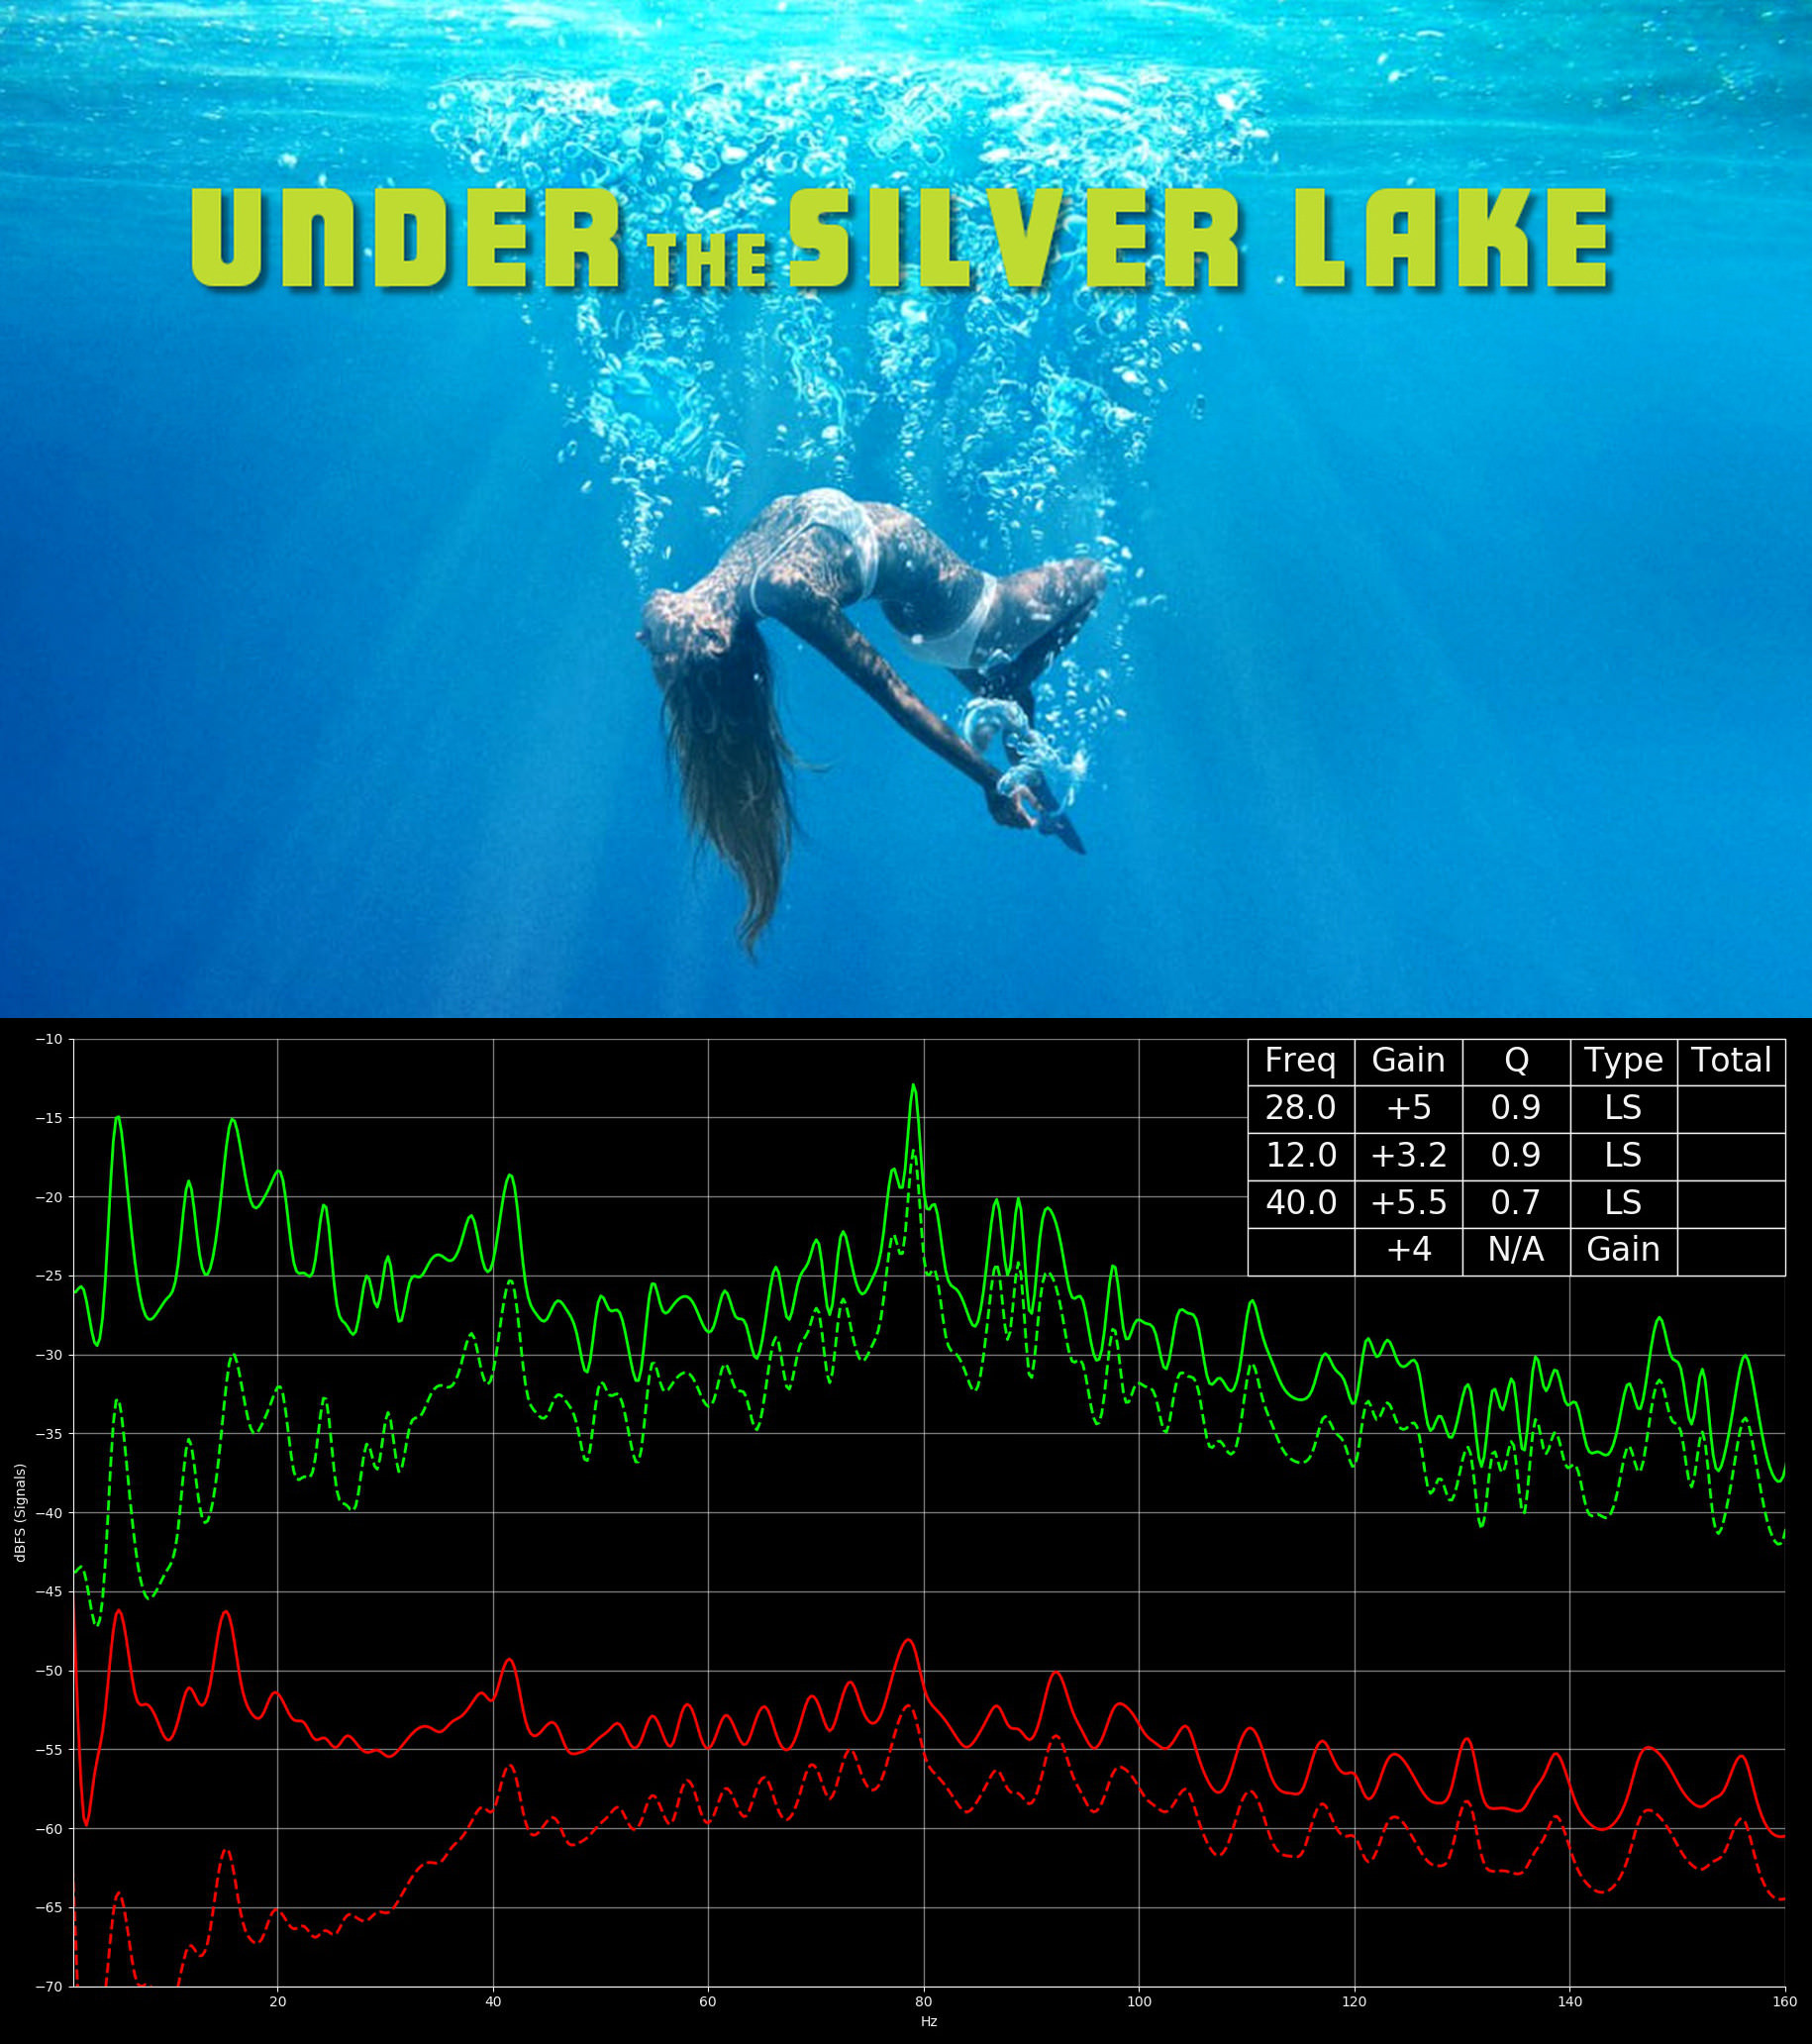 UNDER THE SILVER LAKE
Freq Gain Q Type Total
28.0 +5 0.9 LS
12.0 +3.2 0.9 LS
40.0 +5.5 0.7 LS
+4 N/A Gain
−10
−15
−20
−25
−30
−35
−40
−45
−50
−55
−60
−65
−70
dBFS (Signals)
20 40 60 80 100 120 140 160
Hz